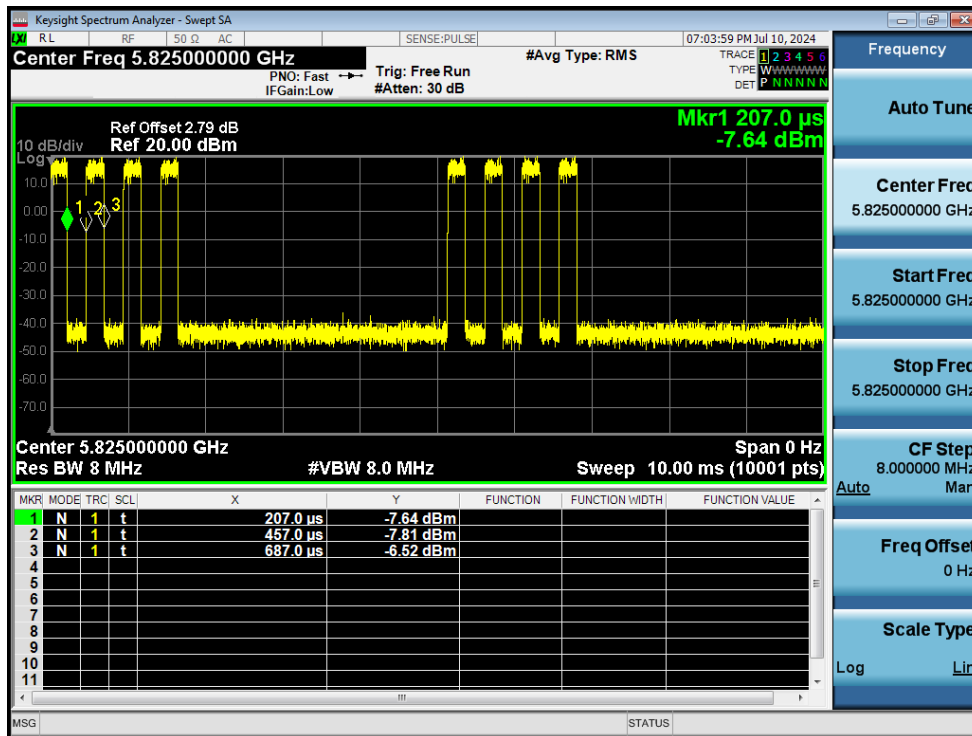 Keysight Spectrum Analyzer - Swept SA
LXI RL RF 50 Ω AC SENSE:PULSE 07:03:59 PM Jul 10, 2024
Center Freq 5.825000000 GHz #Avg Type: RMS TRACE 1 2 3 4 5 6
PNO: Fast Trig: Free Run TYPE WWWWWW
IFGain:Low #Atten: 30 dB DET P N N N N N
Mkr1 207.0 µs
Ref Offset 2.79 dB
10 dB/div Ref 20.00 dBm -7.64 dBm
Log
10.0
0.00
-10.0
-20.0
-30.0
-40.0
-50.0
-60.0
-70.0
1 2 3
Center 5.825000000 GHz Span 0 Hz
Res BW 8 MHz #VBW 8.0 MHz Sweep 10.00 ms (10001 pts)
MKR MODE TRC SCL X Y FUNCTION FUNCTION WIDTH FUNCTION VALUE
1 N 1 t 207.0 µs -7.64 dBm
2 N 1 t 457.0 µs -7.81 dBm
3 N 1 t 687.0 µs -6.52 dBm
4
5
6
7
8
9
10
11
MSG STATUS
Frequency
Auto Tune
Center Freq
5.825000000 GHz
Start Freq
5.825000000 GHz
Stop Freq
5.825000000 GHz
CF Step
8.000000 MHz
Auto Man
Freq Offset
0 Hz
Scale Type
Log Lin